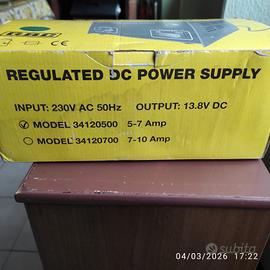 REGULATED DC POWER SUPPLY
INPUT: 230V AC 50Hz OUTPUT: 13.8V DC
MODEL 34120500 5-7 Amp
MODEL 34120700 7-10 Amp
04/03/2026 17:22
subito